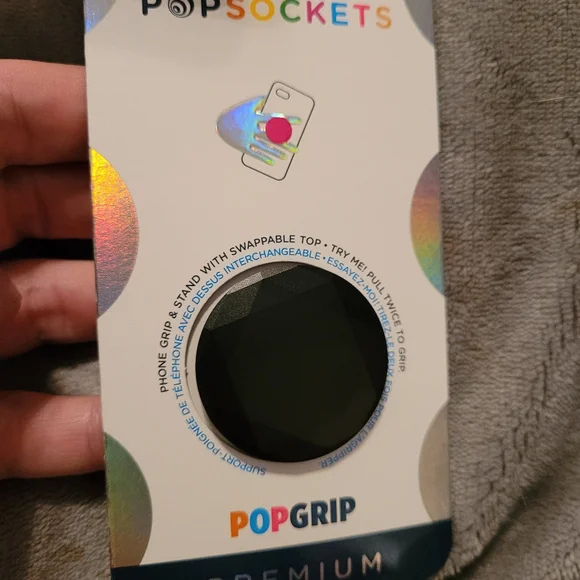 POPSOCKETS
PHONE GRIP & STAND WITH SWAPPABLE TOP • TRY ME! PULL TWICE TO GRIP.
SUPPORT-POIGNÉE DE TÉLÉPHONE AVEC DESSUS INTERCHANGEABLE • ESSAYEZ-MOI! TIREZ-LE DEUX FOIS POUR L'AGRIPPER.
POPGRIP
PREMIUM